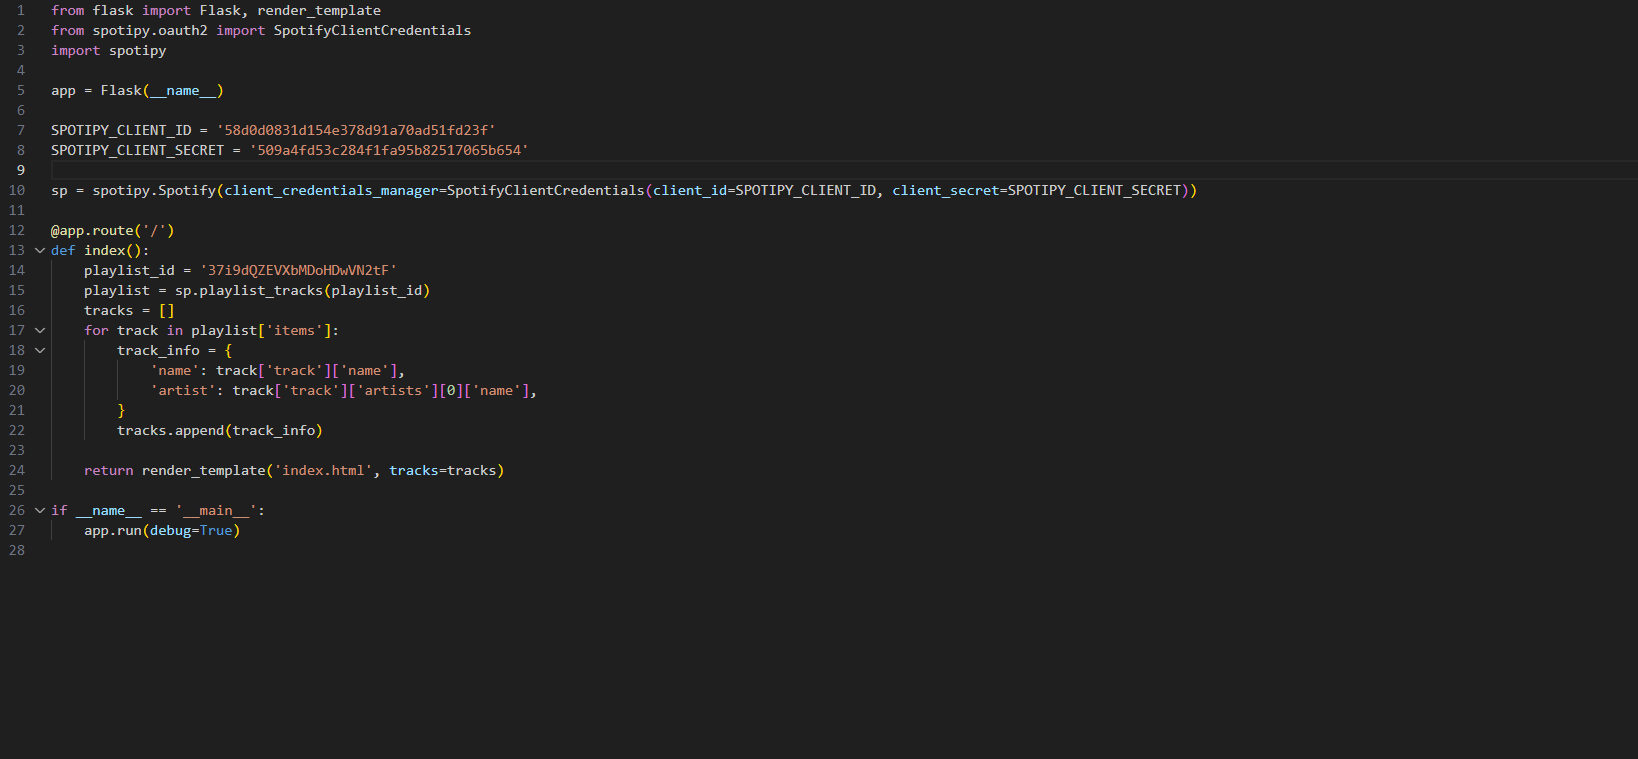 1 from flask import Flask, render_template
2 from spotipy.oauth2 import SpotifyClientCredentials
3 import spotipy
4
5 app = Flask(__name__)
6
7 SPOTIPY_CLIENT_ID = '58d0d0831d154e378d91a70ad51fd23f'
8 SPOTIPY_CLIENT_SECRET = '509a4fd53c284f1fa95b82517065b654'
9
10 sp = spotipy.Spotify(client_credentials_manager=SpotifyClientCredentials(client_id=SPOTIPY_CLIENT_ID, client_secret=SPOTIPY_CLIENT_SECRET))
11
12 @app.route('/')
13 def index():
14     playlist_id = '37i9dQZEVXbMDoHDwVN2tF'
15     playlist = sp.playlist_tracks(playlist_id)
16     tracks = []
17     for track in playlist['items']:
18         track_info = {
19             'name': track['track']['name'],
20             'artist': track['track']['artists'][0]['name'],
21         }
22         tracks.append(track_info)
23
24     return render_template('index.html', tracks=tracks)
25
26 if __name__ == '__main__':
27     app.run(debug=True)
28